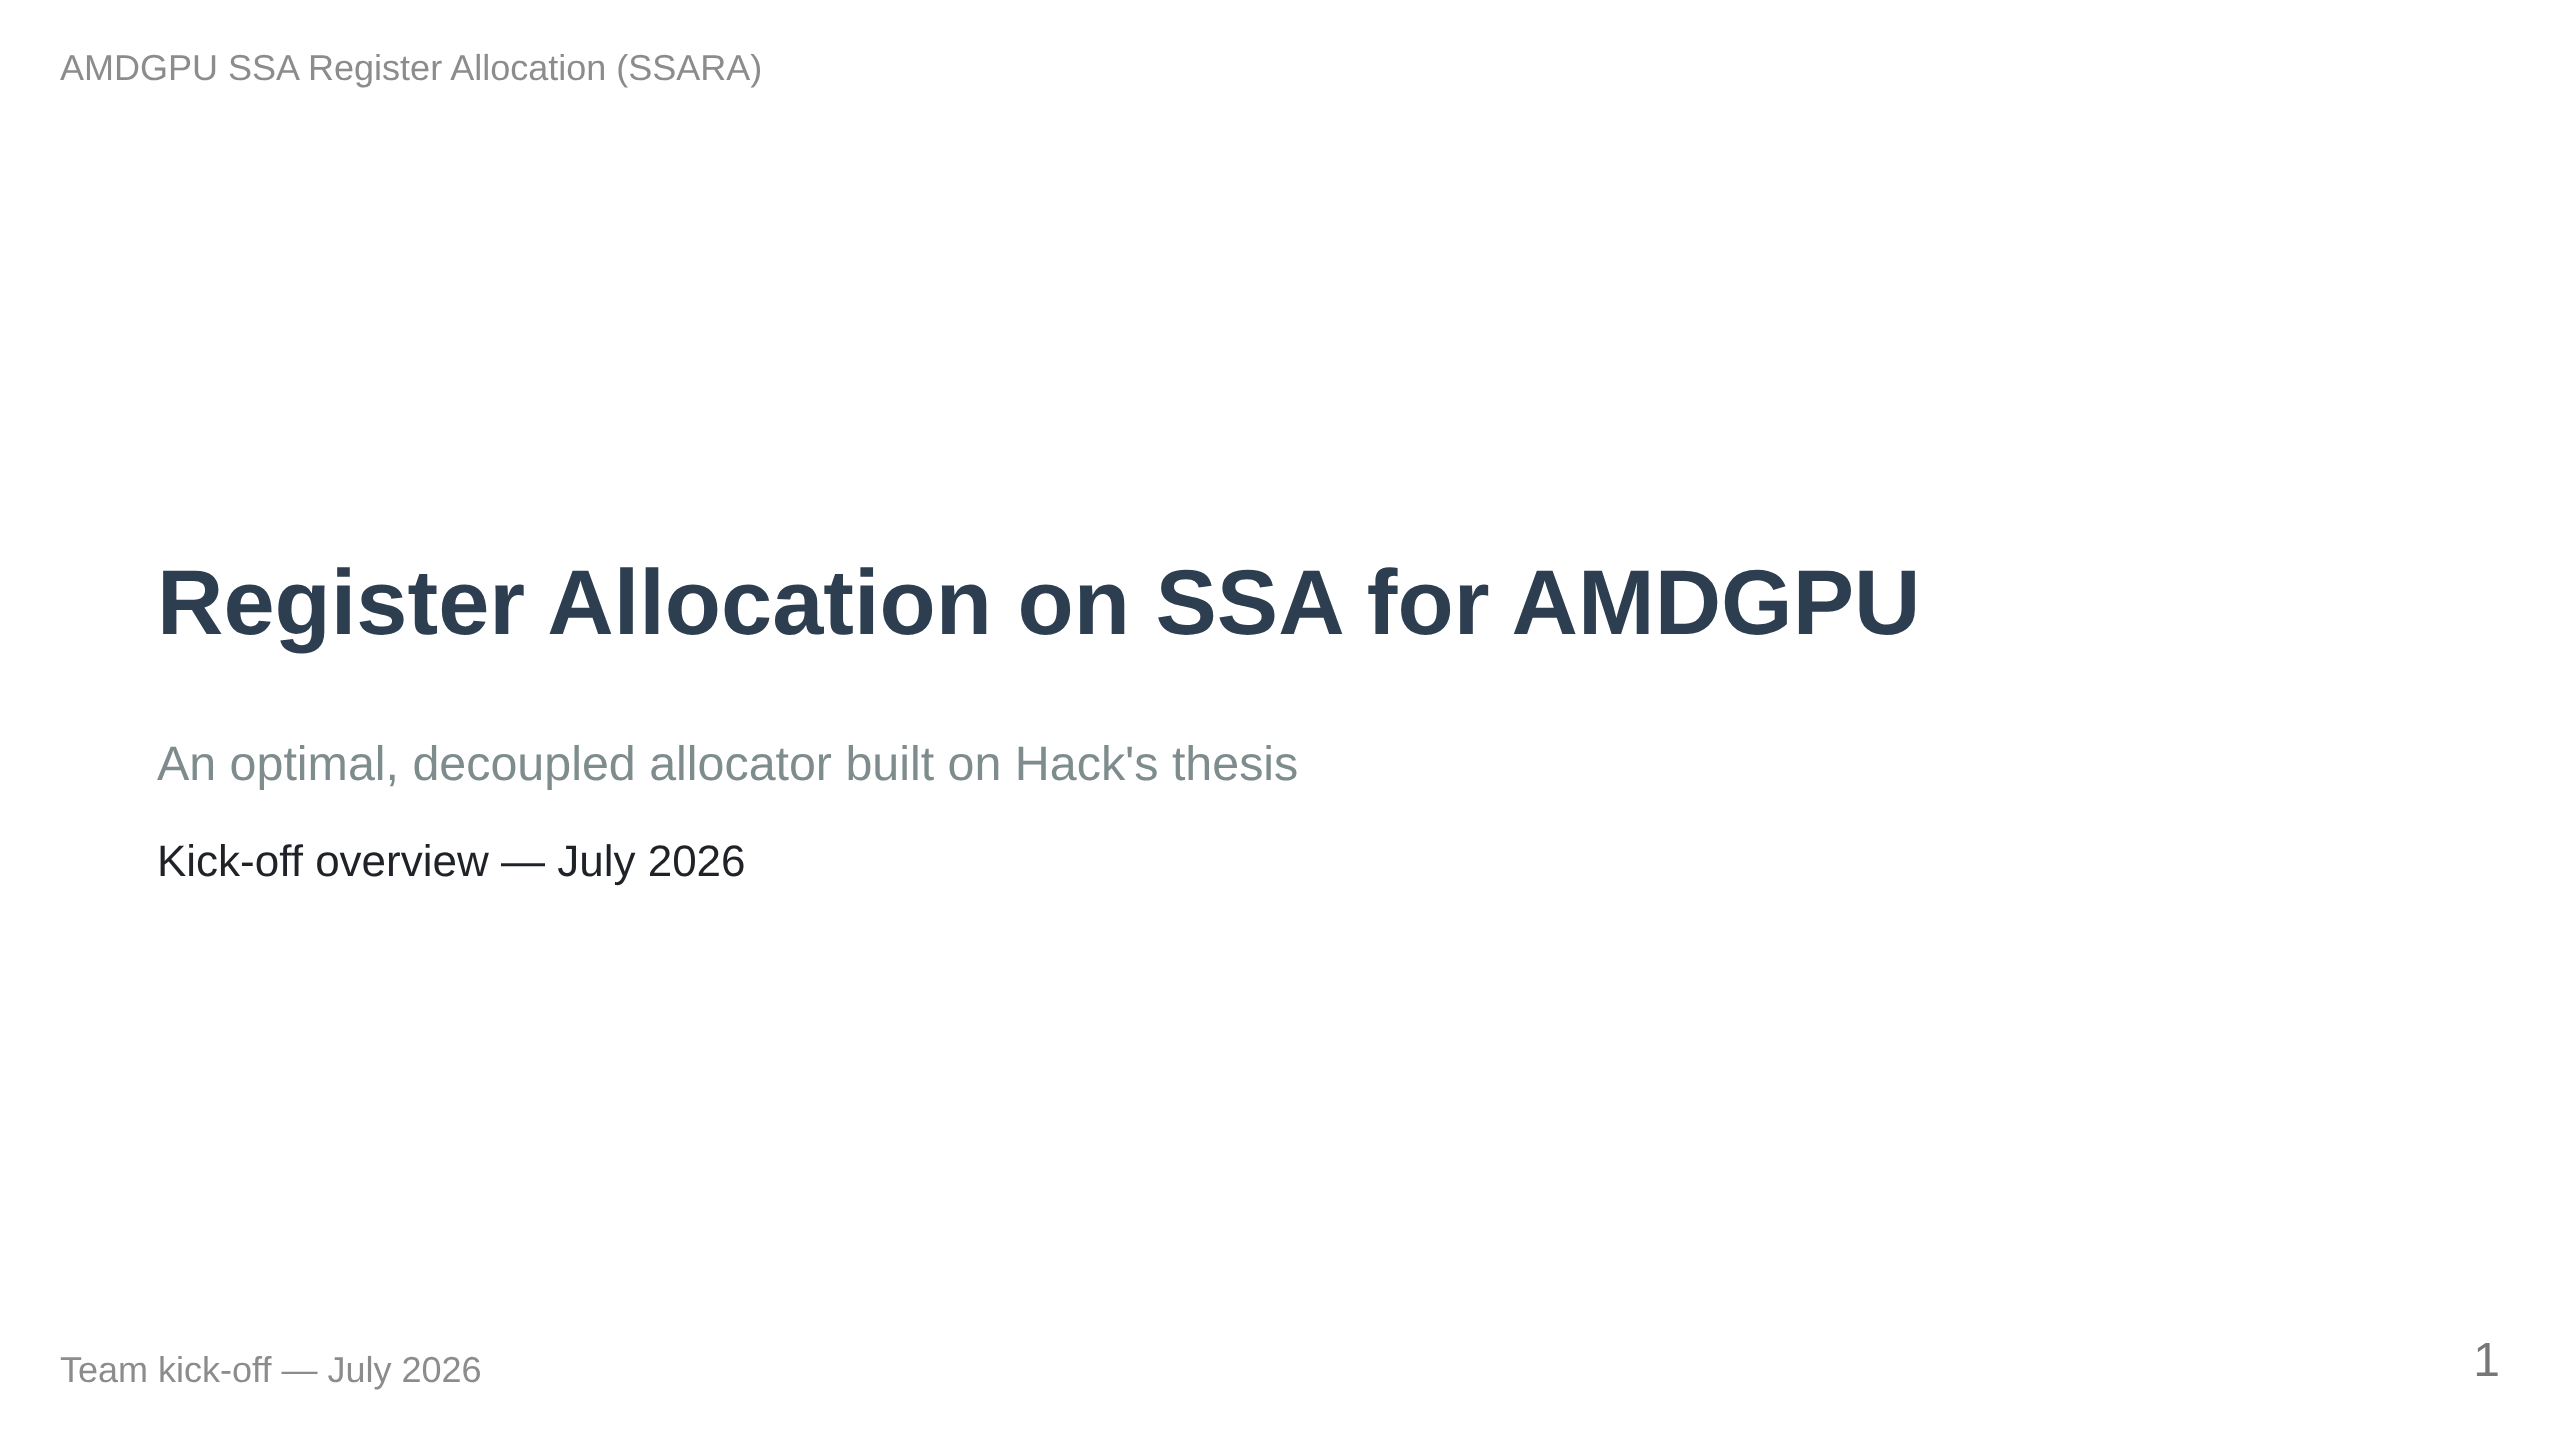 AMDGPU SSA Register Allocation (SSARA)
Register Allocation on SSA for AMDGPU
An optimal, decoupled allocator built on Hack's thesis
Kick-off overview — July 2026
Team kick-off — July 2026
1